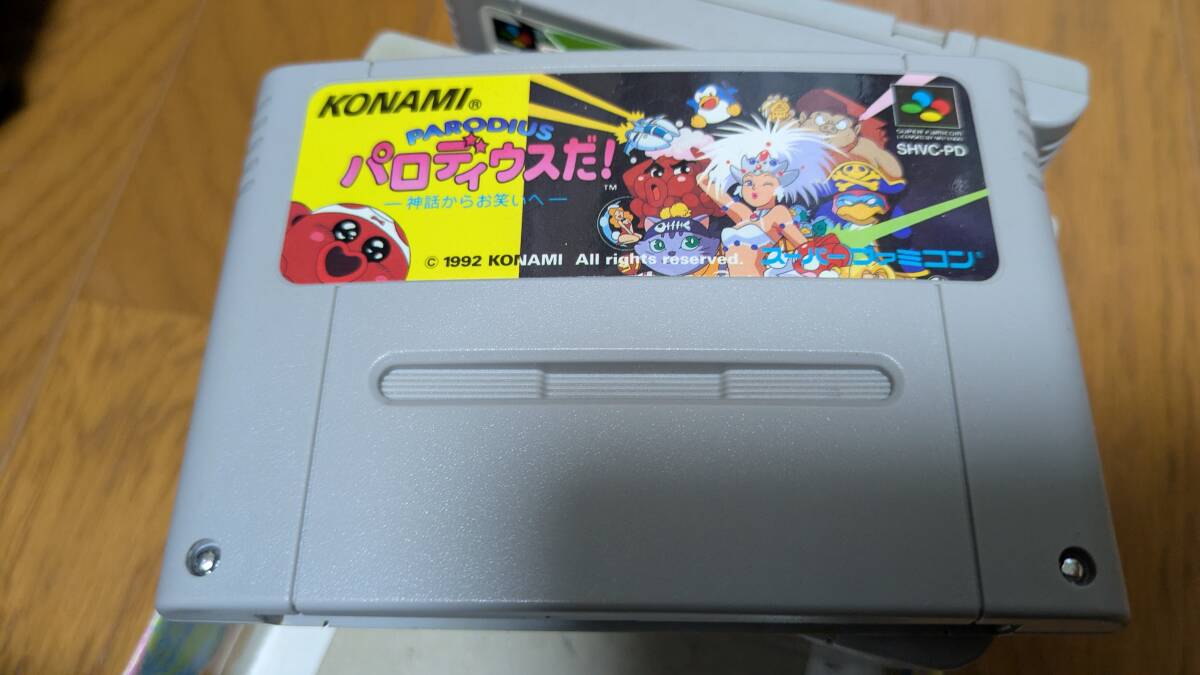 KONAMI®
PARODIUS
パロディウスだ!™
－神話からお笑いへ－
© 1992 KONAMI All rights reserved.
SUPER FAMICOM
SHVC-PD
スーパーファミコン